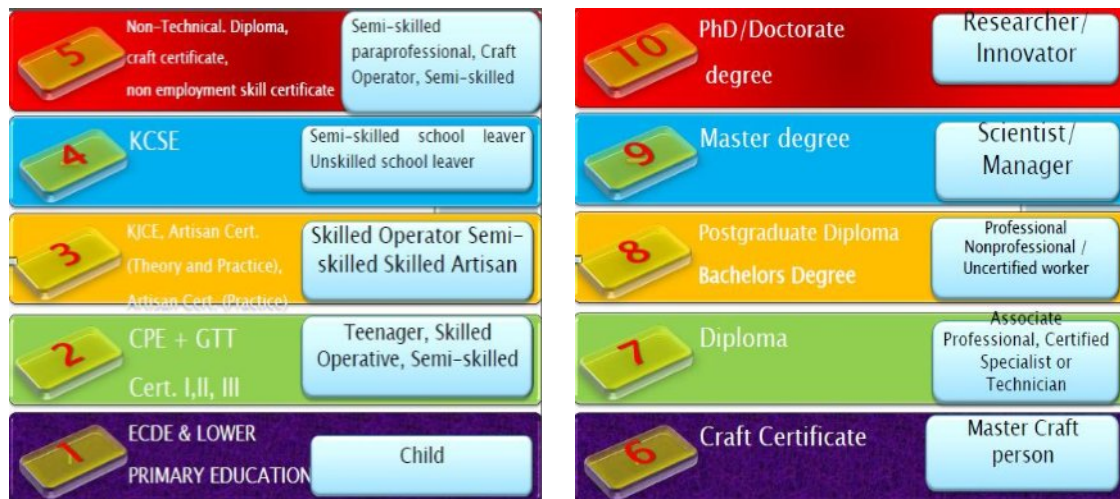 5
Non-Technical. Diploma,
craft certificate,
non employment skill certificate
Semi-skilled
paraprofessional, Craft
Operator, Semi-skilled
4
KCSE
Semi-skilled school leaver
Unskilled school leaver
3
KJCE, Artisan Cert.
(Theory and Practice),
Artisan Cert. (Practice)
Skilled Operator Semi-
skilled Skilled Artisan
2
CPE + GTT
Cert. I,II, III
Teenager, Skilled
Operative, Semi-skilled
1
ECDE & LOWER
PRIMARY EDUCATION
Child
10
PhD/Doctorate
degree
Researcher/
Innovator
9
Master degree
Scientist/
Manager
8
Postgraduate Diploma
Bachelors Degree
Professional
Nonprofessional /
Uncertified worker
7
Diploma
Associate
Professional, Certified
Specialist or
Technician
6
Craft Certificate
Master Craft
person